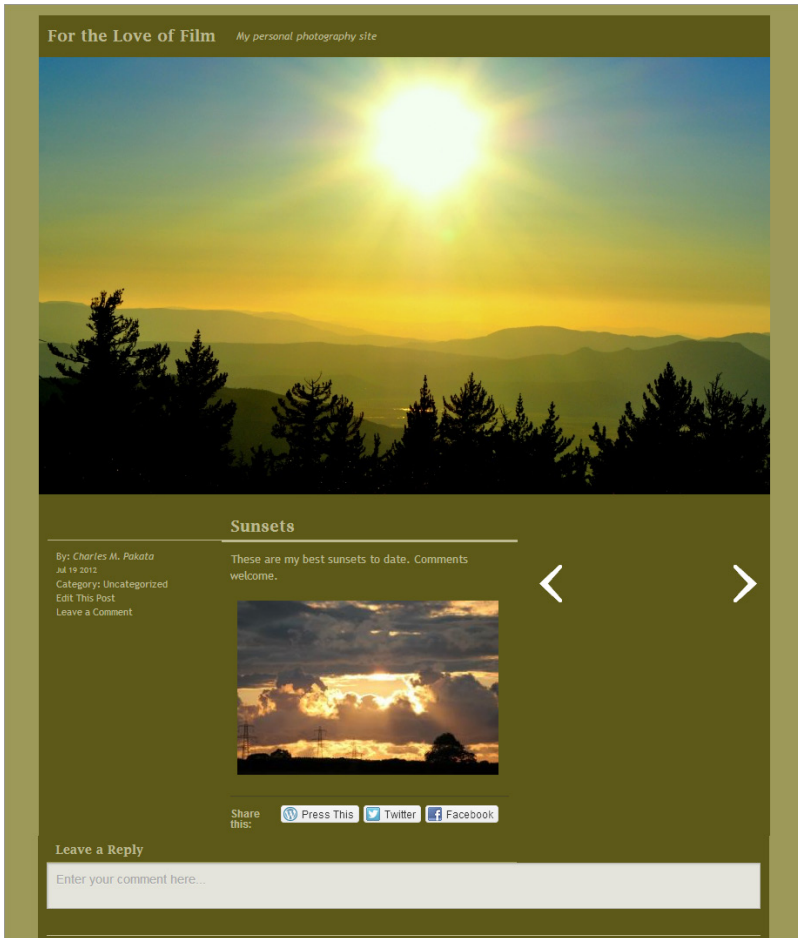 For the Love of Film
My personal photography site
Sunsets
By: Charles M. Pakata
Jul 19 2012
Category: Uncategorized
Edit This Post
Leave a Comment
These are my best sunsets to date. Comments
welcome.
Share
this:
Press This
Twitter
Facebook
Leave a Reply
Enter your comment here...